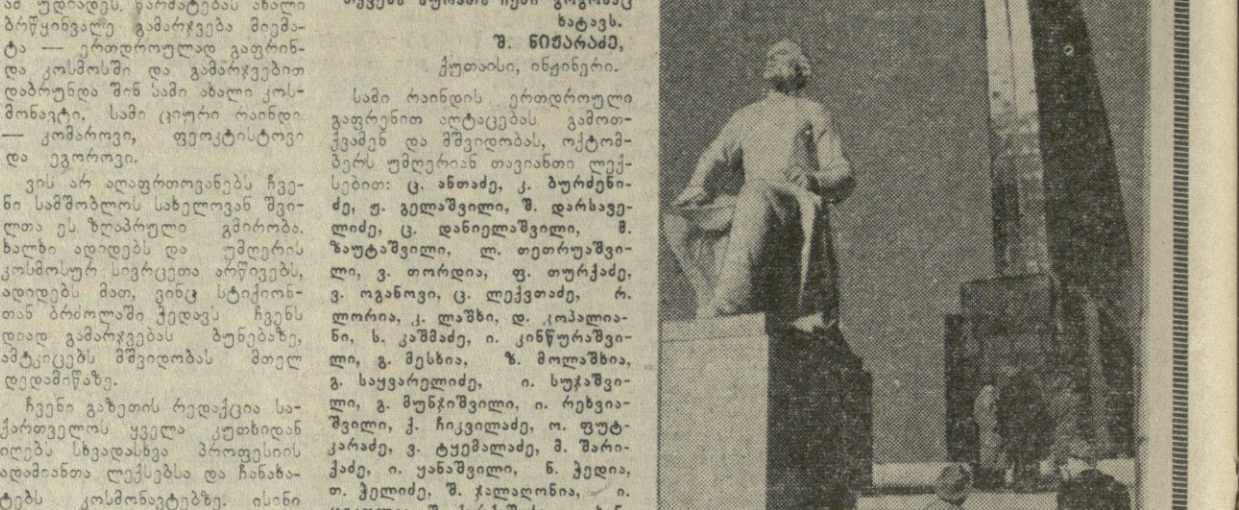 ამ უდიადეს წარმატებას ახალი
ბრწყინვალე გამარჯვება მიემა-
ტა — ერთდროულად გაფრინ-
და კოსმოსში და გამარჯვებით
დაბრუნდა შინ სამი ახალი კოს-
მონავტი, სამი ციური რაინდი
— კომაროვი, ფეოკტისტოვი
და ეგოროვი.
ვის არ აღაფრთოვანებს ჩვე-
ნი სამშობლოს სახელოვან შვი-
ლთა ეს ზღაპრული გმირობა.
ხალხი ადიდებს და უმღერის
კოსმოსურ სივრცეთა არწივებს,
ადიდებს მათ, ვინც სტიქიონ-
თან ბრძოლაში ჭედავს ჩვენს
დიად გამარჯვებას ბუნებაზე,
ამტკიცებს მშვიდობას მთელ
დედამიწაზე.
ჩვენი გაზეთის რედაქცია სა-
ქართველოს ყველა კუთხიდან
იღებს სხვადასხვა პროფესიის
ადამიანთა ლექსებსა და ჩანახა-
ტებს კოსმონავტებზე. ისინი
ხატავს.
შ. ნიჟარაძე,
ქუთაისი, ინჟინერი.
სამი რაინდის ერთდროული
გაფრენით აღტაცებას გამოთ-
ქვამენ და მშვიდობას, ოქტომ-
ბერს უმღერიან თავიანთი ლექ-
სებით: ც. ანთაძე, კ. ბურძენი-
ძე, ჟ. გელაშვილი, შ. დარსავე-
ლიძე, ც. დანიელაშვილი, მ.
ზაუტაშვილი, ლ. თეთრუაშვი-
ლი, ვ. თორდია, ფ. თურქაძე,
ვ. ოგანოვი, ც. ლექვთაძე, რ.
ლორია, კ. ლაშხი, დ. კოპალია-
ნი, ს. კაშმაძე, ი. კინწურაშვი-
ლი, გ. მესხია, ზ. მოლაშხია,
გ. საყვარელიძე, ი. სუჯაშვი-
ლი, გ. მუნჯიშვილი, ი. რეხვია-
შვილი, ქ. ჩიკვილაძე, ო. ფუტ-
კარაძე, ვ. ტყემალაძე, მ. შარი-
ქაძე, ი. ყანაშვილი, ნ. ჭედია,
თ. ჭელიძე, შ. ჯალაღონია, ი.